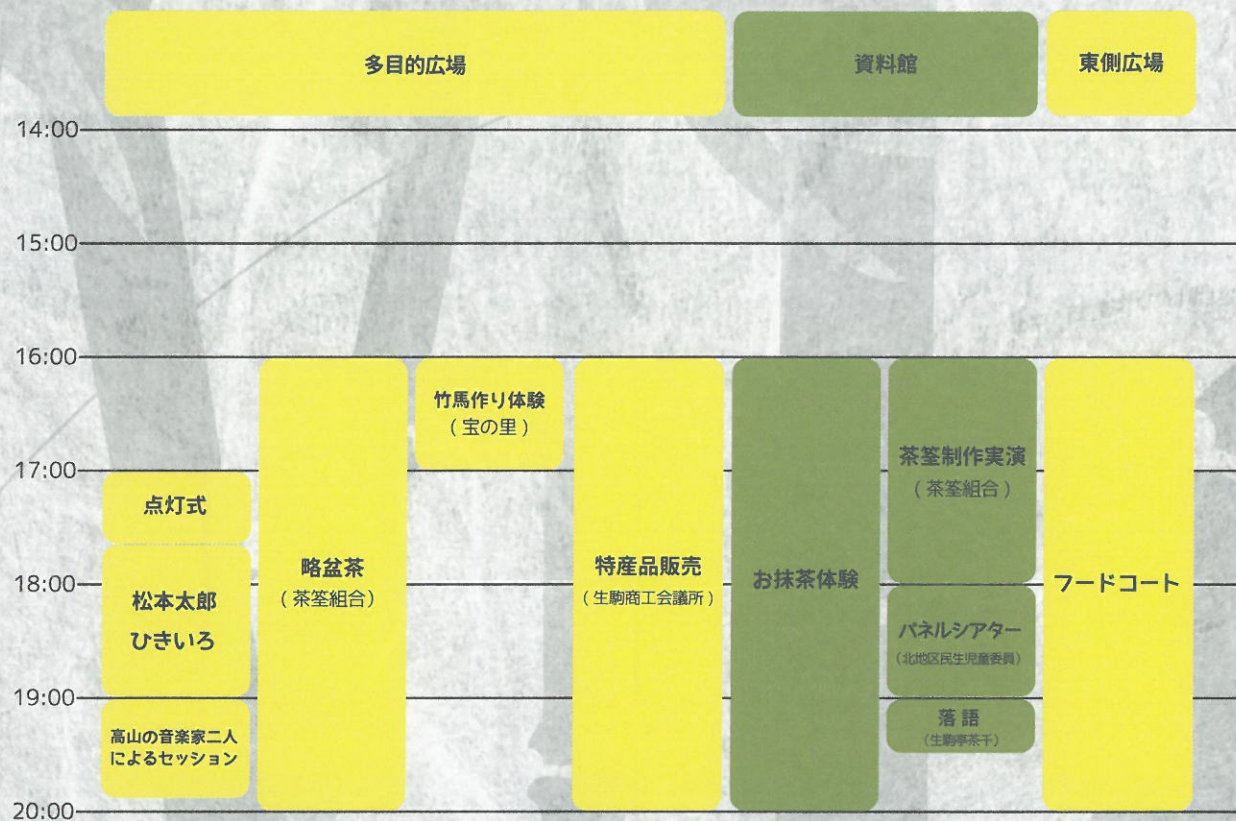 多目的広場
資料館
東側広場
14:00
15:00
16:00
17:00
18:00
19:00
20:00
点灯式
松本太郎
ひきいろ
高山の音楽家二人
によるセッション
略盆茶
(茶筌組合)
竹馬作り体験
(宝の里)
特産品販売
(生駒商工会議所)
お抹茶体験
茶筌制作実演
(茶筌組合)
パネルシアター
(北地区民生児童委員)
落語
(生駒亭茶千)
フードコート